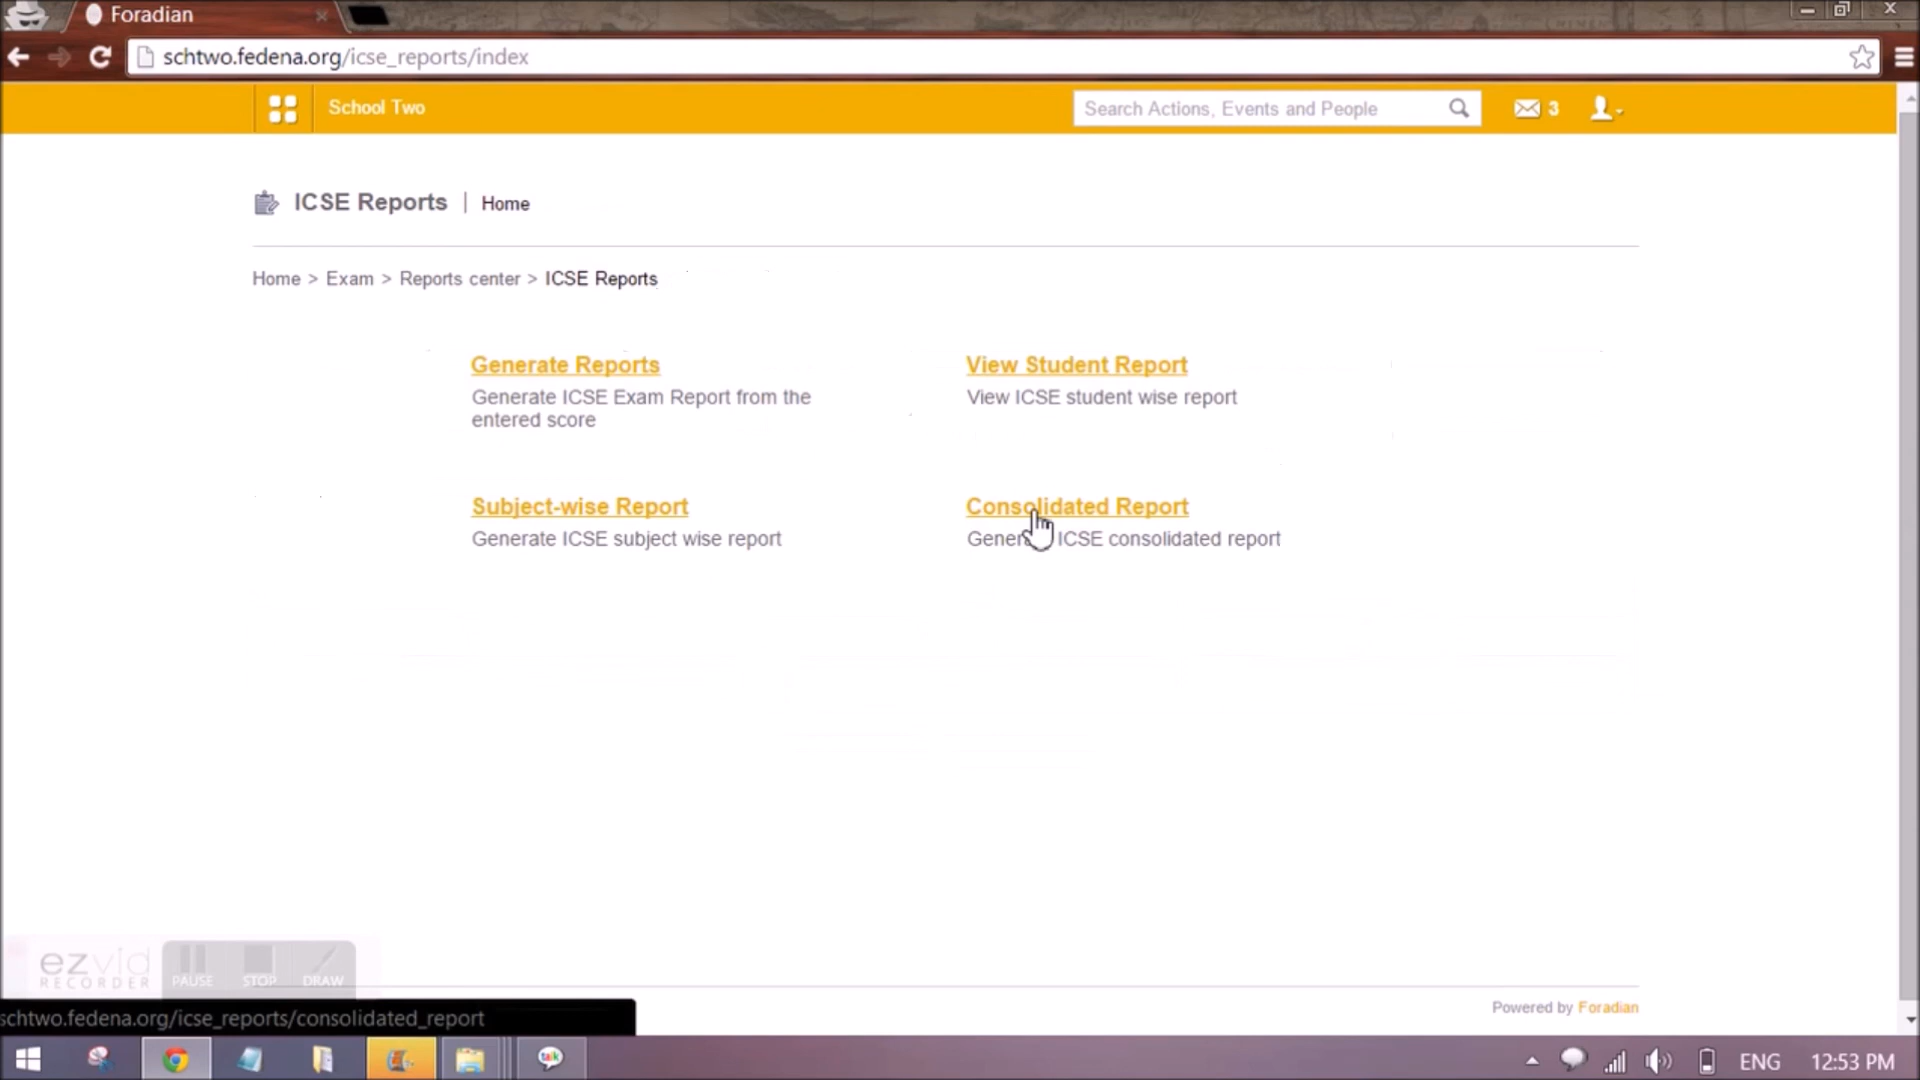 Foradian
schtwo.fedena.org/icse_reports/index
School Two
Search Actions, Events and People
3
ICSE Reports | Home
Home > Exam > Reports center > ICSE Reports
Generate Reports
Generate ICSE Exam Report from the
entered score
View Student Report
View ICSE student wise report
Subject-wise Report
Generate ICSE subject wise report
Consolidated Report
Gener ICSE consolidated report
ezvid
RECORDER
PAUSE
STOP
DRAW
Powered by Foradian
schtwo.fedena.org/icse_reports/consolidated_report
talk
ENG
12:53 PM